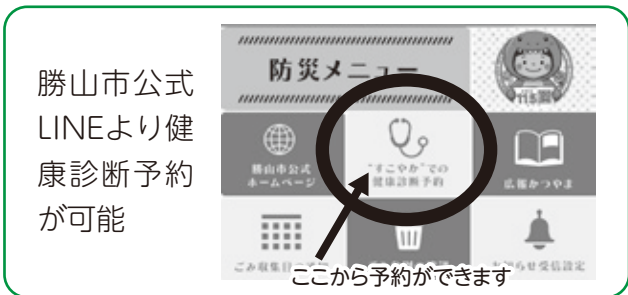 勝山市公式
LINEより健
康診断予約
が可能
防災メニュー
115周
勝山市公式
ホームページ
"すこやか"での
健康診断予約
広報かつやま
ごみ収集日
お知らせ受信設定
ここから予約ができます